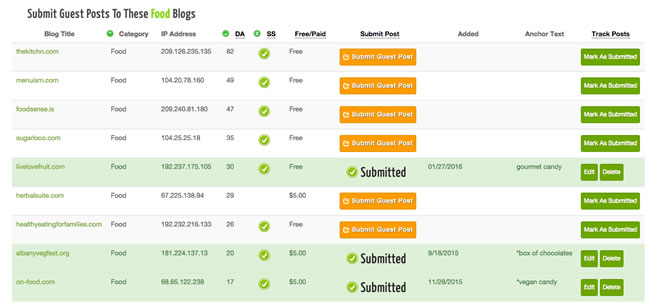 Submit Guest Posts To These Food Blogs
Blog Title Category IP Address DA SS Free/Paid Submit Post Added Anchor Text Track Posts
thekitchn.com Food 209.126.235.135 82 Free Submit Guest Post Mark As Submitted
menuism.com Food 104.20.78.160 49 Free Submit Guest Post Mark As Submitted
foodsense.is Food 209.240.81.180 47 Free Submit Guest Post Mark As Submitted
sugarloco.com Food 104.25.25.18 35 Free Submit Guest Post Mark As Submitted
livelovefruit.com Food 192.237.175.105 30 Free Submitted 01/27/2016 gourmet candy Edit Delete
herbalsuite.com Food 67.225.138.94 29 $5.00 Submit Guest Post Mark As Submitted
healthyeatingforfamilies.com Food 192.232.216.133 26 Free Submit Guest Post Mark As Submitted
albanyvegfest.org Food 181.224.137.13 20 $5.00 Submitted 9/18/2015 "box of chocolates Edit Delete
on-food.com Food 68.65.122.238 17 $5.00 Submitted 11/28/2015 "vegan candy Edit Delete